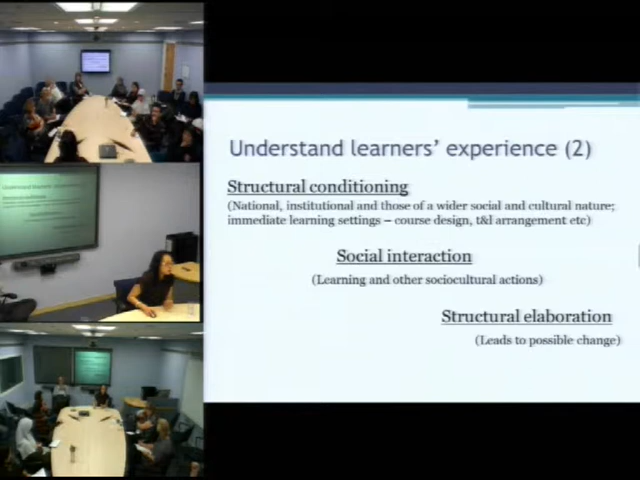 Understand learners' experience (2)
Structural conditioning
(National, institutional and those of a wider social and cultural nature;
immediate learning settings – course design, t&l arrangement etc)
Social interaction
(Learning and other sociocultural actions)
Structural elaboration
(Leads to possible change)